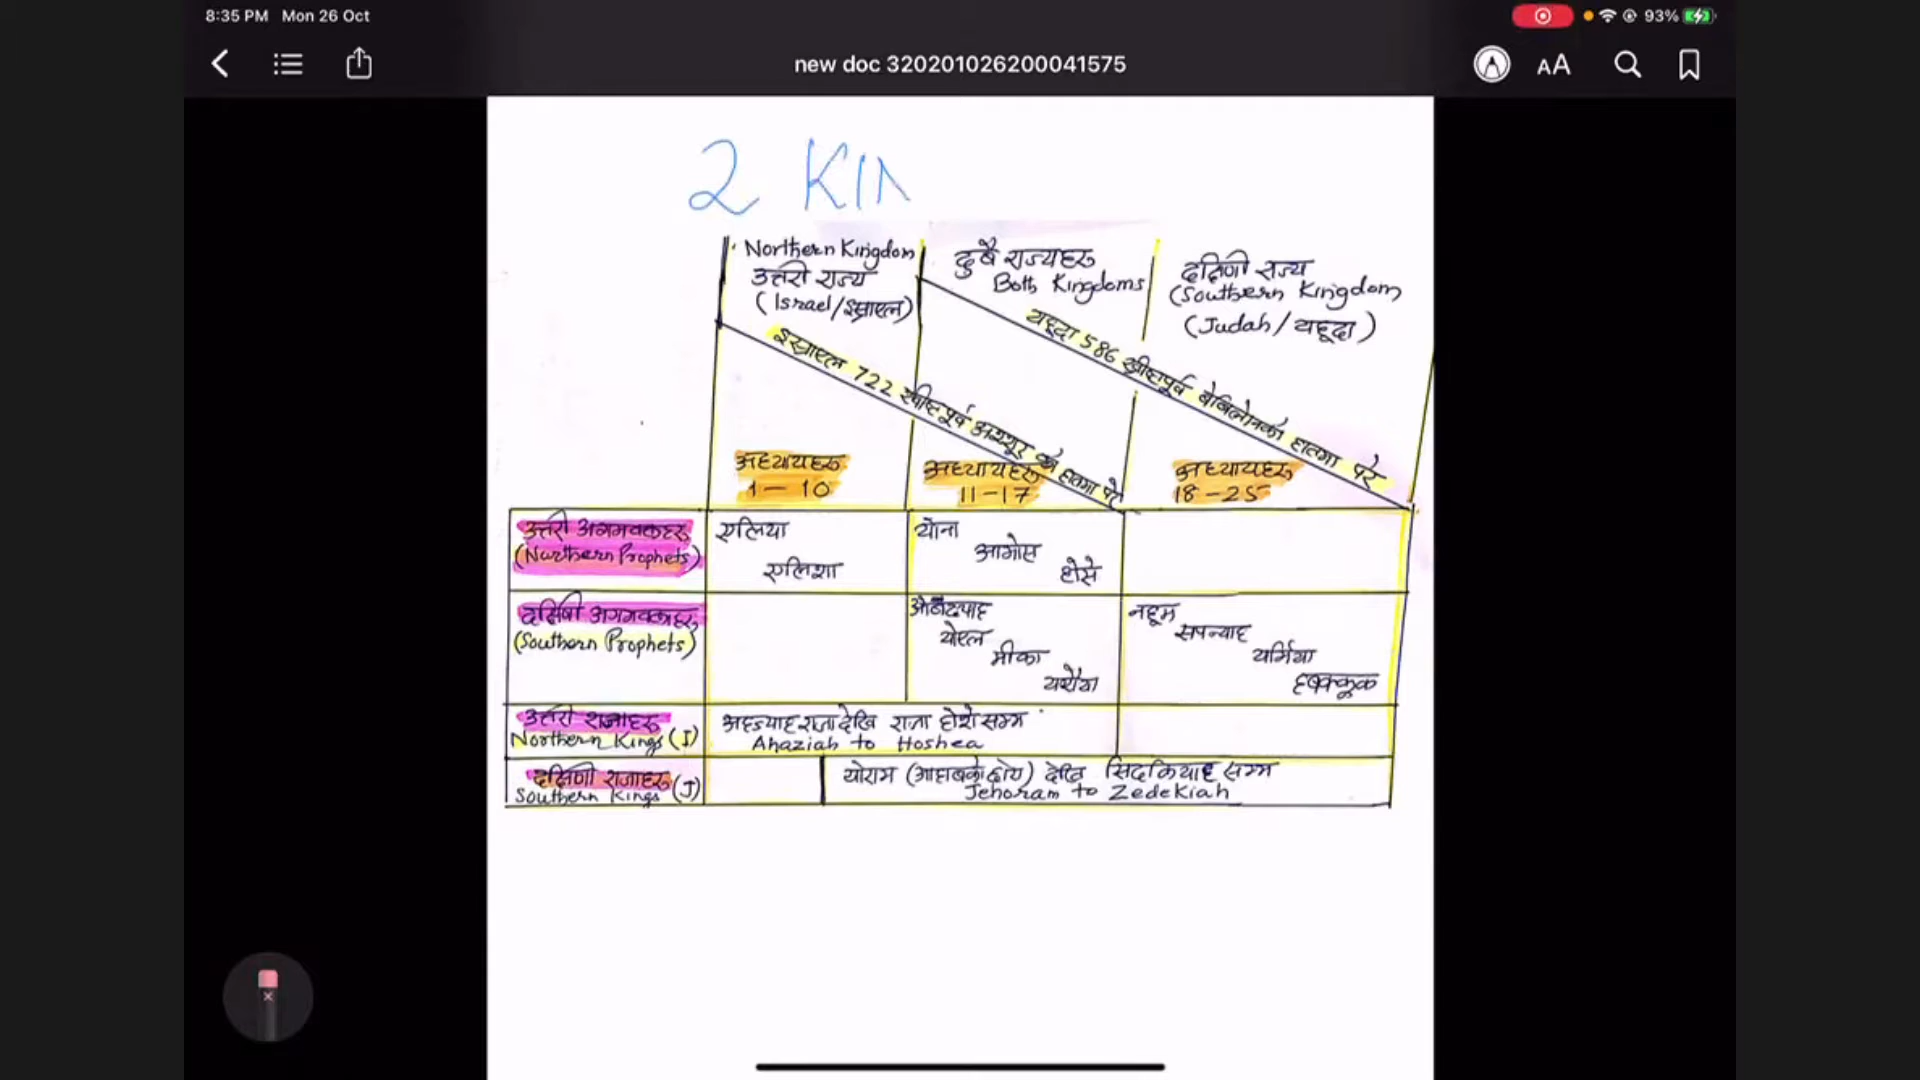 8:35 PM Mon 26 Oct
93%
new doc 320201026200041575
AA
2 KIN
Northern Kingdom
उत्तरी राज्य
(Israel/इस्राएल)
दुबै राज्यहरु
Both Kingdoms
दक्षिणी राज्य
(Southern Kingdom
(Judah/यहूदा)
इस्राएल 722 ख्रीष्टपूर्व अश्शूर को हातमा परे
यहूदा 586 ख्रीष्टपूर्व बेबिलोनको हातमा परे
अध्यायहरु
1-10
अध्यायहरु
11-17
अध्यायहरु
18-25
उत्तरी अगमवक्ताहरु
(Northern Prophets)
एलिया
एलिशा
योना
आमोस
होसे
दक्षिणी अगमवक्ताहरु
(Southern Prophets)
योएल
मीका
यशैया
नहूम
सपन्याह
यर्मिया
हबक्कूक
उत्तरी राजाहरु
Northern Kings (I)
अहज्याह राजा देखि राजा होशे सम्म
Ahaziah to Hoshea
दक्षिणी राजाहरु
Southern Kings (J)
योराम (आहाबको छोरा) देखि सिदकियाह सम्म
Jehoram to Zedekiah